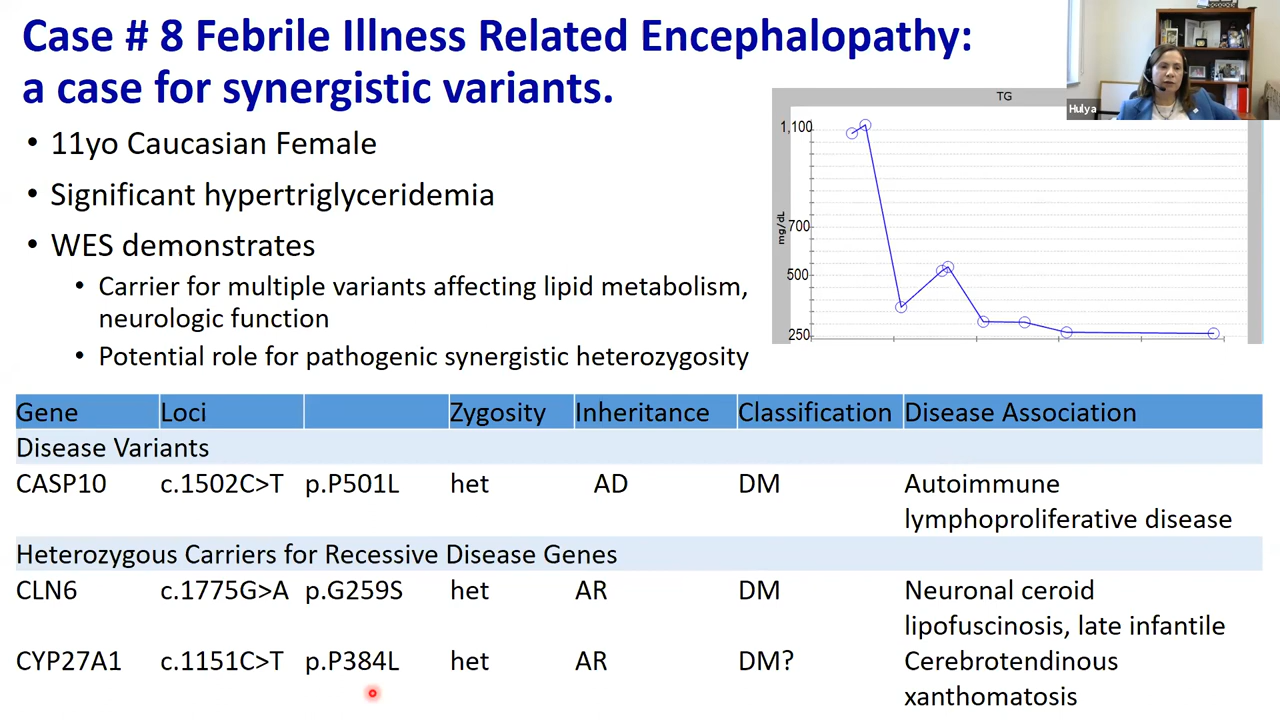 Case # 8 Febrile Illness Related Encephalopathy:
a case for synergistic variants.
Hulya
• 11yo Caucasian Female
• Significant hypertriglyceridemia
• WES demonstrates
• Carrier for multiple variants affecting lipid metabolism,
neurologic function
• Potential role for pathogenic synergistic heterozygosity
TG
mg/dL
1,100
700
500
250
Gene Loci Zygosity Inheritance Classification Disease Association
Disease Variants
CASP10 c.1502C>T p.P501L het AD DM Autoimmune
lymphoproliferative disease
Heterozygous Carriers for Recessive Disease Genes
CLN6 c.1775G>A p.G259S het AR DM Neuronal ceroid
lipofuscinosis, late infantile
CYP27A1 c.1151C>T p.P384L het AR DM? Cerebrotendinous
xanthomatosis